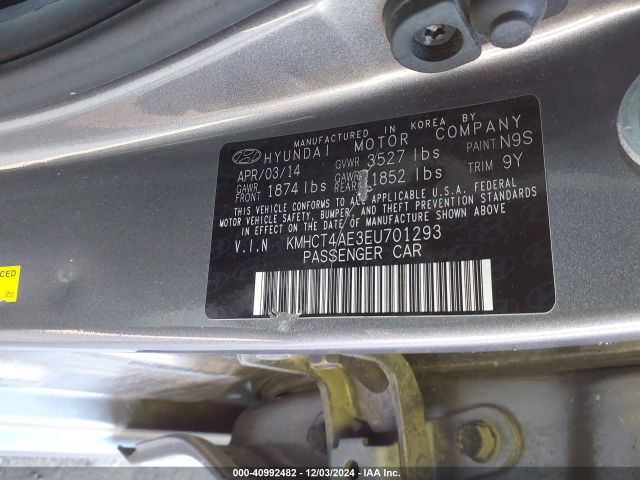 MANUFACTURED IN KOREA BY
HYUNDAI MOTOR COMPANY
APR/03/14 GVWR 3527 lbs PAINT N9S
GAWR FRONT 1874 lbs GAWR REAR 1852 lbs TRIM 9Y
THIS VEHICLE CONFORMS TO ALL APPLICABLE U.S.A. FEDERAL
MOTOR VEHICLE SAFETY, BUMPER, AND THEFT PREVENTION STANDARDS
IN EFFECT ON THE DATE OF MANUFACTURE SHOWN ABOVE.
V.I.N KMHCT4AE3EU701293
PASSENGER CAR
CED
000-40992482 - 12/03/2024 - IAA Inc.